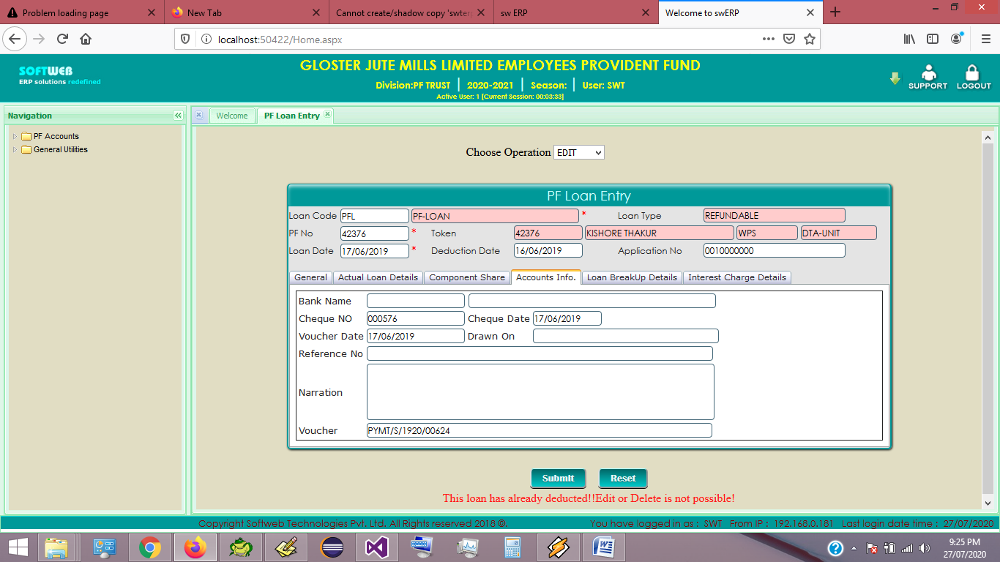 Problem loading page
New Tab
Cannot create/shadow copy 'swter
sw ERP
Welcome to swERP
localhost:50422/Home.aspx
SOFTWEB
ERP solutions redefined
GLOSTER JUTE MILLS LIMITED EMPLOYEES PROVIDENT FUND
Division:PF TRUST | 2020-2021 | Season: | User: SWT
Active User: 1 [Current Session: 00:03:33]
SUPPORT LOGOUT
Navigation
PF Accounts
General Utilities
Welcome PF Loan Entry
Choose Operation EDIT
PF Loan Entry
Loan Code PFL PF-LOAN * Loan Type REFUNDABLE
PF No 42376 * Token 42376 KISHORE THAKUR WPS DTA-UNIT
Loan Date 17/06/2019 * Deduction Date 16/06/2019 Application No 0010000000
General Actual Loan Details Component Share Accounts Info. Loan BreakUp Details Interest Charge Details
Bank Name
Cheque NO 000576 Cheque Date 17/06/2019
Voucher Date 17/06/2019 Drawn On
Reference No
Narration
Voucher PYMT/S/1920/00624
Submit Reset
This loan has already deducted!!Edit or Delete is not possible!
Copyright Softweb Technologies Pvt. Ltd. All Rights reserved 2018 ©. You have logged in as : SWT From IP : 192.168.0.181 Last login date time : 27/07/2020
9:25 PM
27/07/2020